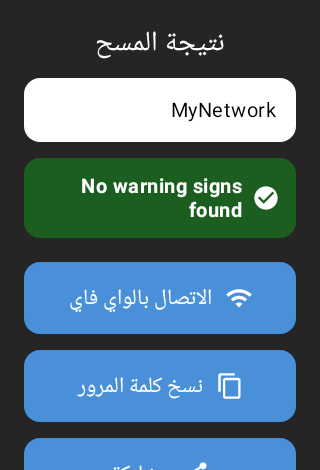 نتيجة المسح
MyNetwork
No warning signs
found
الاتصال بالواي فاي
نسخ كلمة المرور